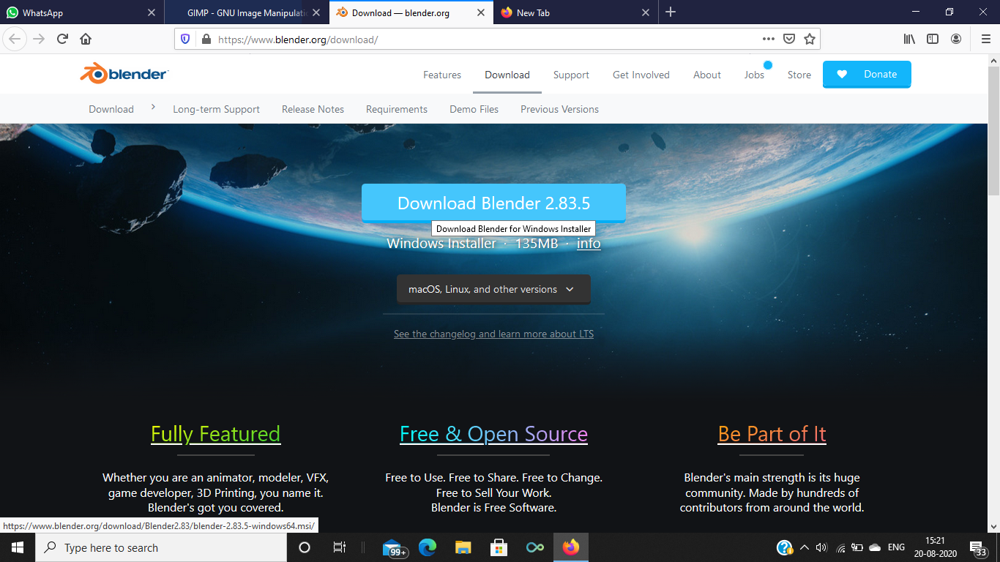 WhatsApp
GIMP - GNU Image Manipulati
Download — blender.org
New Tab
https://www.blender.org/download/
blender
Features
Download
Support
Get Involved
About
Jobs
Store
Donate
Download
Long-term Support
Release Notes
Requirements
Demo Files
Previous Versions
Download Blender 2.83.5
Download Blender for Windows Installer
Windows Installer · 135MB · info
macOS, Linux, and other versions
See the changelog and learn more about LTS
Fully Featured
Whether you are an animator, modeler, VFX,
game developer, 3D Printing, you name it.
Blender's got you covered.
Free & Open Source
Free to Use. Free to Share. Free to Change.
Free to Sell Your Work.
Blender is Free Software.
Be Part of It
Blender's main strength is its huge
community. Made by hundreds of
contributors from around the world.
https://www.blender.org/download/Blender2.83/blender-2.83.5-windows64.msi/
Type here to search
99+
ENG
15:21
20-08-2020
33